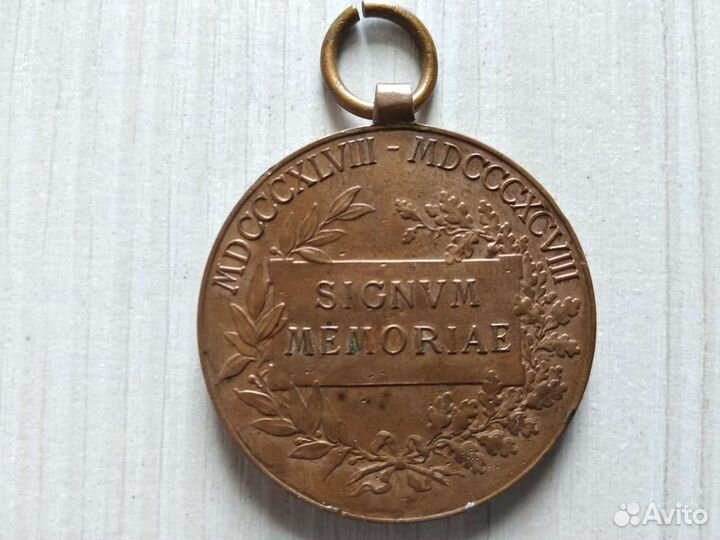 MDCCCXLVIII - MDCCCXCVIII
SIGNVM
MEMORIAE
Avito